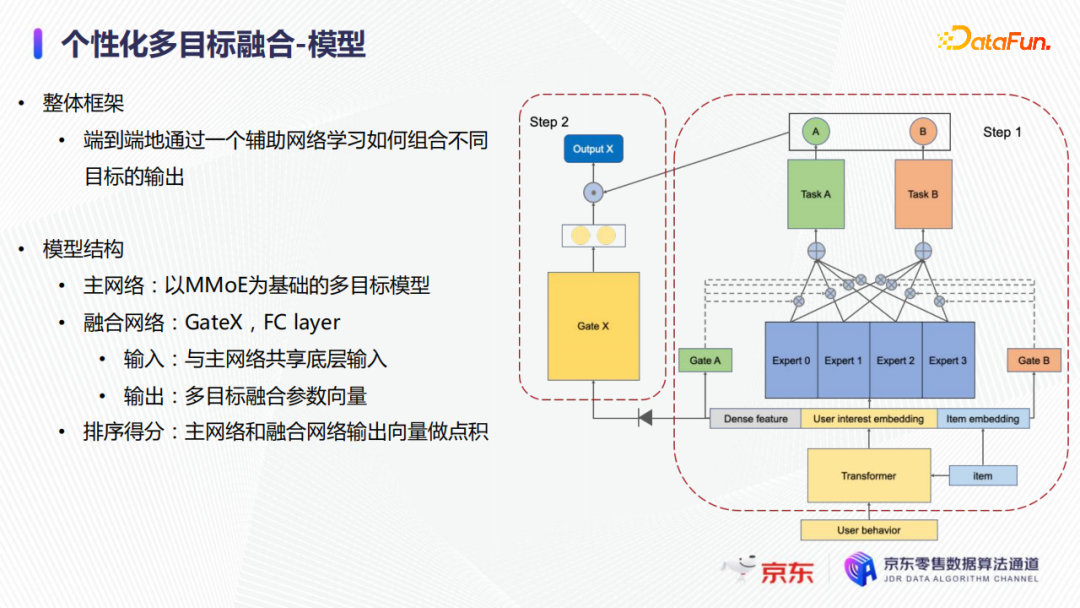 个性化多目标融合-模型
DataFun.
• 整体框架
• 端到端地通过一个辅助网络学习如何组合不同
目标的输出
• 模型结构
• 主网络：以MMoE为基础的多目标模型
• 融合网络：GateX，FC layer
• 输入：与主网络共享底层输入
• 输出：多目标融合参数向量
• 排序得分：主网络和融合网络输出向量做点积
Step 2
Output X
Gate X
Step 1
A
B
Task A
Task B
Gate A
Expert 0
Expert 1
Expert 2
Expert 3
Gate B
Dense feature
User interest embedding
Item embedding
Transformer
item
User behavior
京东
京东零售数据算法通道
JDR DATA ALGORITHM CHANNEL